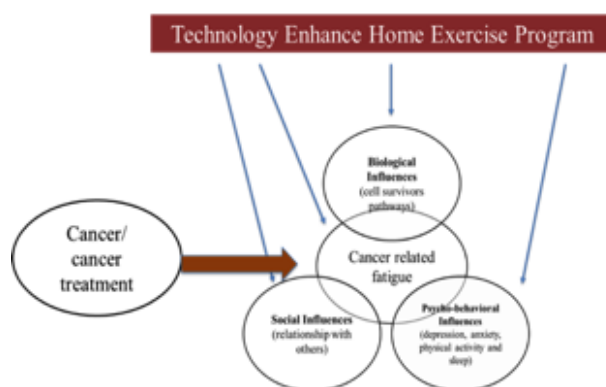 Technology Enhance Home Exercise Program
Biological
Influences
(cell survivors
pathways)
Cancer/
cancer
treatment
Cancer related
fatigue
Social Influences
(relationship with
others)
Psycho-behavioral
Influences
(depression, anxiety,
physical activity and
sleep)